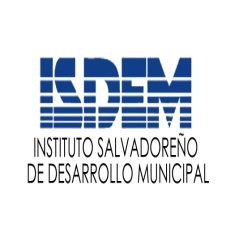 ISDEM
INSTITUTO SALVADOREÑO
DE DESARROLLO MUNICIPAL